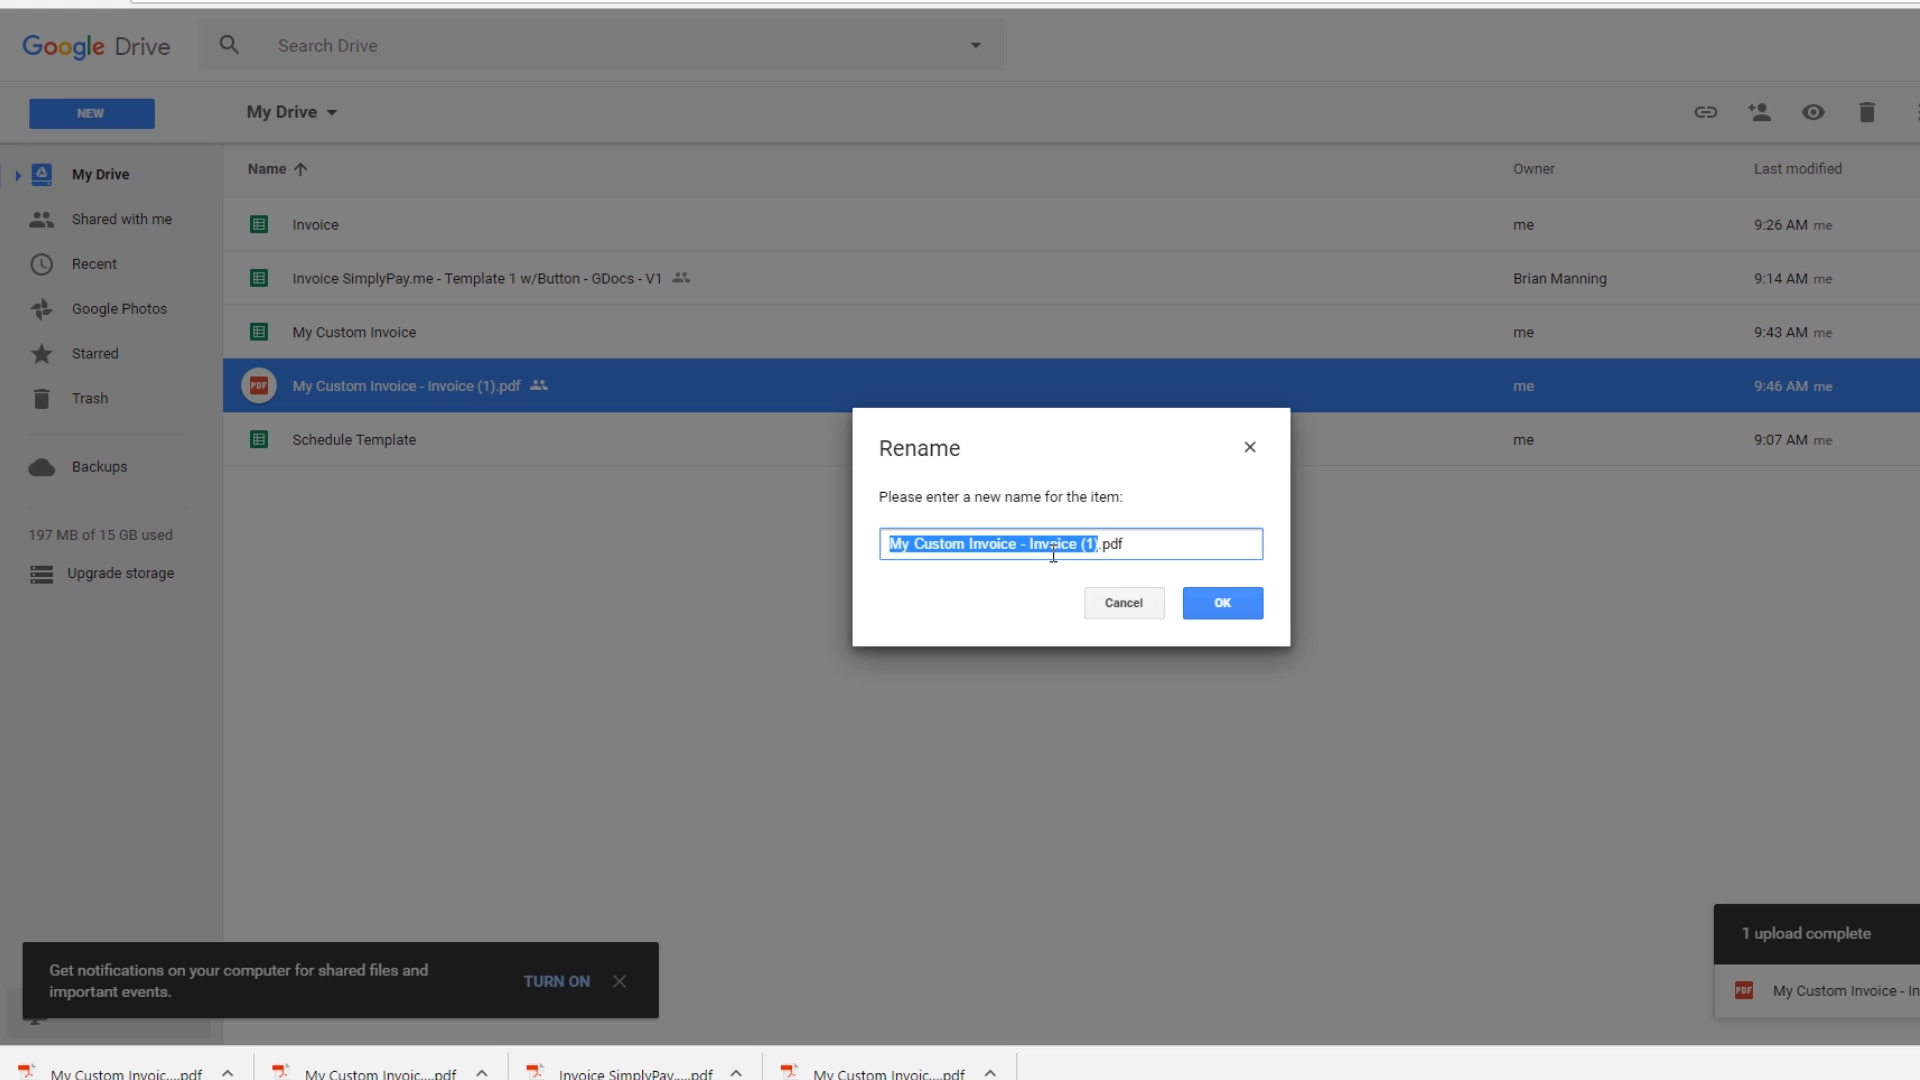 Google Drive
Search Drive
NEW
My Drive
My Drive
Shared with me
Recent
Google Photos
Starred
Trash
Backups
197 MB of 15 GB used
Upgrade storage
Name
Owner
Last modified
Invoice
me
9:26 AM me
Invoice SimplyPay.me - Template 1 w/Button - GDocs - V1
Brian Manning
9:14 AM me
My Custom Invoice
me
9:43 AM me
PDF
My Custom Invoice - Invoice (1).pdf
me
9:46 AM me
Schedule Template
me
9:07 AM me
Rename
Please enter a new name for the item:
My Custom Invoice - Invoice (1).pdf
Cancel
OK
Get notifications on your computer for shared files and
important events.
TURN ON
1 upload complete
PDF
My Custom Invoice - In
My Custom Invoic....pdf
My Custom Invoic....pdf
Invoice SimplyPay.....pdf
My Custom Invoic....pdf